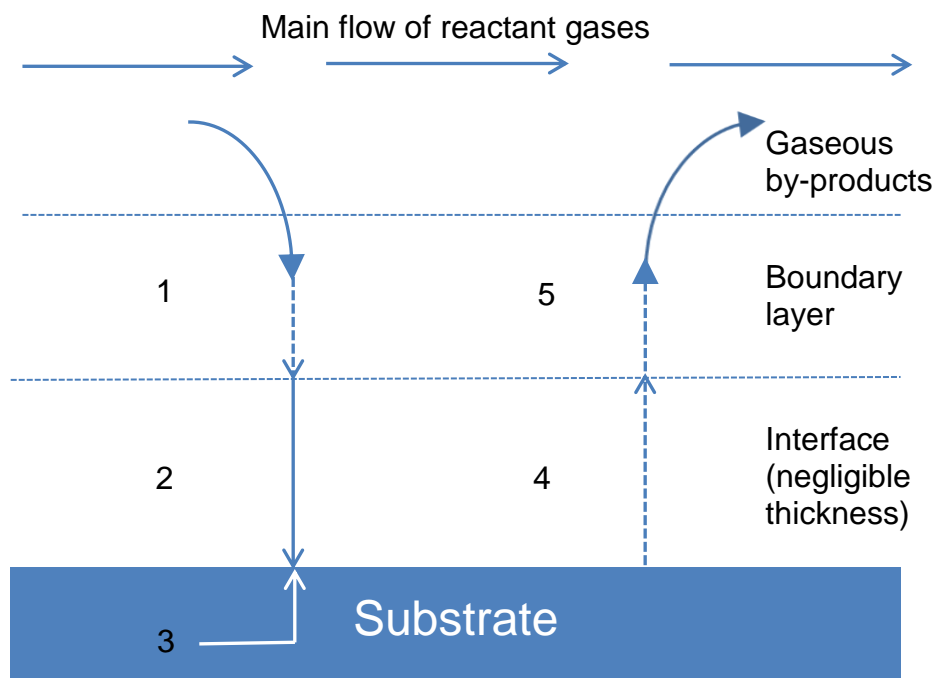 Main flow of reactant gases
Gaseous
by-products
1
5
Boundary
layer
2
4
Interface
(negligible
thickness)
Substrate
3